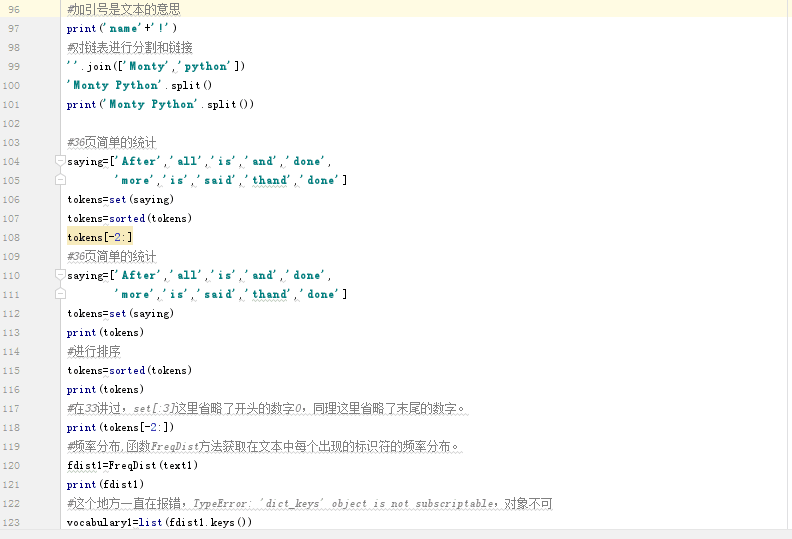 96 #加引号是文本的意思
97 print('name'+'!')
98 #对链表进行分割和链接
99 ''.join(['Monty','python'])
100 'Monty Python'.split()
101 print('Monty Python'.split())
102
103 #36页简单的统计
104 saying=['After','all','is','and','done',
105 'more','is','said','thand','done']
106 tokens=set(saying)
107 tokens=sorted(tokens)
108 tokens[-2:]
109 #36页简单的统计
110 saying=['After','all','is','and','done',
111 'more','is','said','thand','done']
112 tokens=set(saying)
113 print(tokens)
114 #进行排序
115 tokens=sorted(tokens)
116 print(tokens)
117 #在33讲过，set[:3]这里省略了开头的数字0，同理这里省略了末尾的数字。
118 print(tokens[-2:])
119 #频率分布,函数FreqDist方法获取在文本中每个出现的标识符的频率分布。
120 fdist1=FreqDist(text1)
121 print(fdist1)
122 #这个地方一直在报错，TypeError: 'dict_keys' object is not subscriptable，对象不可
123 vocabulary1=list(fdist1.keys())